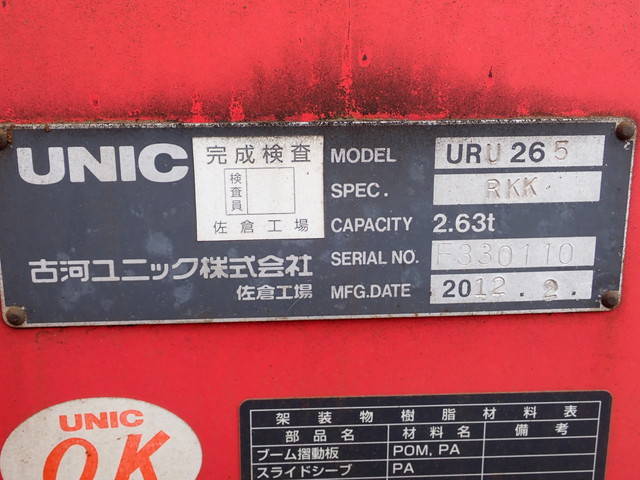 UNIC
完成検査
検査員
佐倉工場
古河ユニック株式会社
佐倉工場
MODEL URU265
SPEC. RKK
CAPACITY 2.63t
SERIAL NO. F330110
MFG.DATE 2012.2.
UNIC
OK
架装物樹脂材料表
部品名 材料名 備考
ブーム摺動板 POM, PA
スライドシーブ PA